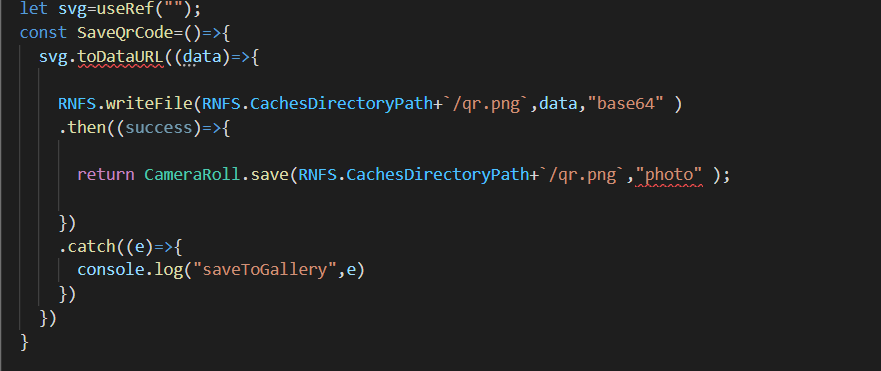 let svg=useRef("");
const SaveQrCode=()=>{
svg.toDataURL((data)=>{
RNFS.writeFile(RNFS.CachesDirectoryPath+`/qr.png`,data,"base64" )
.then((success)=>{
return CameraRoll.save(RNFS.CachesDirectoryPath+`/qr.png`,"photo" );
})
.catch((e)=>{
console.log("saveToGallery",e)
})
})
}